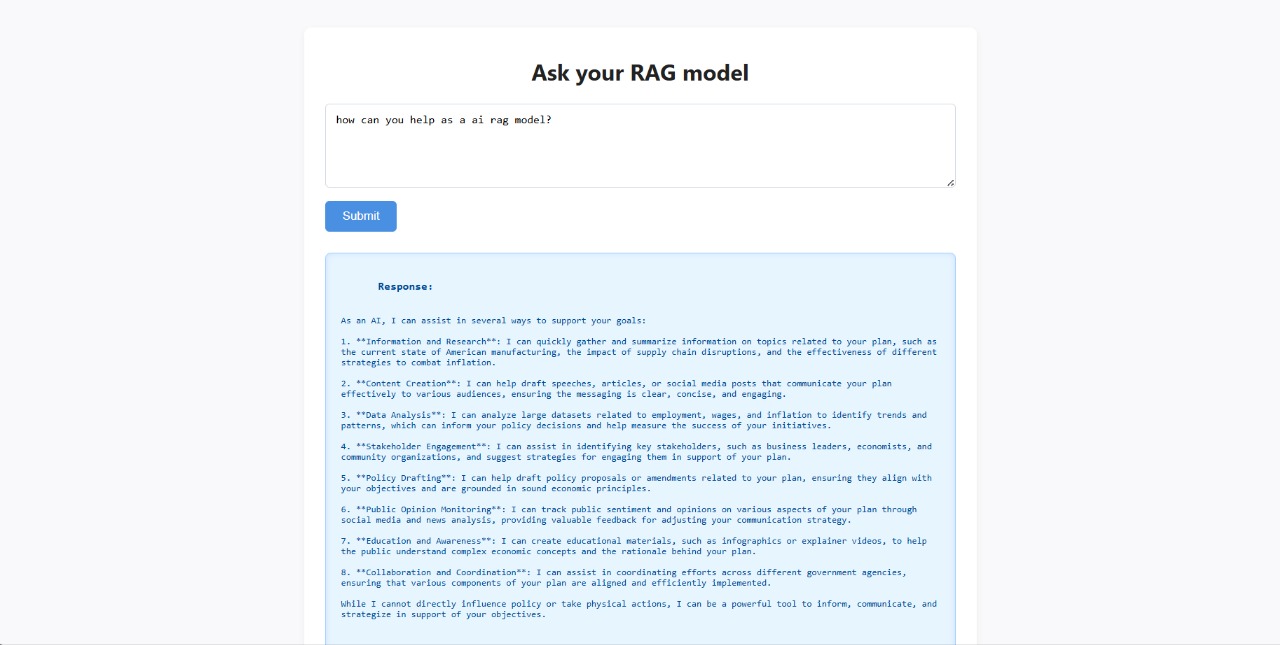 Ask your RAG model
how can you help as a ai rag model?
Submit
Response:
As an AI, I can assist in several ways to support your goals:
1. **Information and Research**: I can quickly gather and summarize information on topics related to your plan, such as
the current state of American manufacturing, the impact of supply chain disruptions, and the effectiveness of different
strategies to combat inflation.
2. **Content Creation**: I can help draft speeches, articles, or social media posts that communicate your plan
effectively to various audiences, ensuring the messaging is clear, concise, and engaging.
3. **Data Analysis**: I can analyze large datasets related to employment, wages, and inflation to identify trends and
patterns, which can inform your policy decisions and help measure the success of your initiatives.
4. **Stakeholder Engagement**: I can assist in identifying key stakeholders, such as business leaders, economists, and
community organizations, and suggest strategies for engaging them in support of your plan.
5. **Policy Drafting**: I can help draft policy proposals or amendments related to your plan, ensuring they align with
your objectives and are grounded in sound economic principles.
6. **Public Opinion Monitoring**: I can track public sentiment and opinions on various aspects of your plan through
social media and news analysis, providing valuable feedback for adjusting your communication strategy.
7. **Education and Awareness**: I can create educational materials, such as infographics or explainer videos, to help
the public understand complex economic concepts and the rationale behind your plan.
8. **Collaboration and Coordination**: I can assist in coordinating efforts across different government agencies,
ensuring that various components of your plan are aligned and efficiently implemented.
While I cannot directly influence policy or take physical actions, I can be a powerful tool to inform, communicate, and
strategize in support of your objectives.